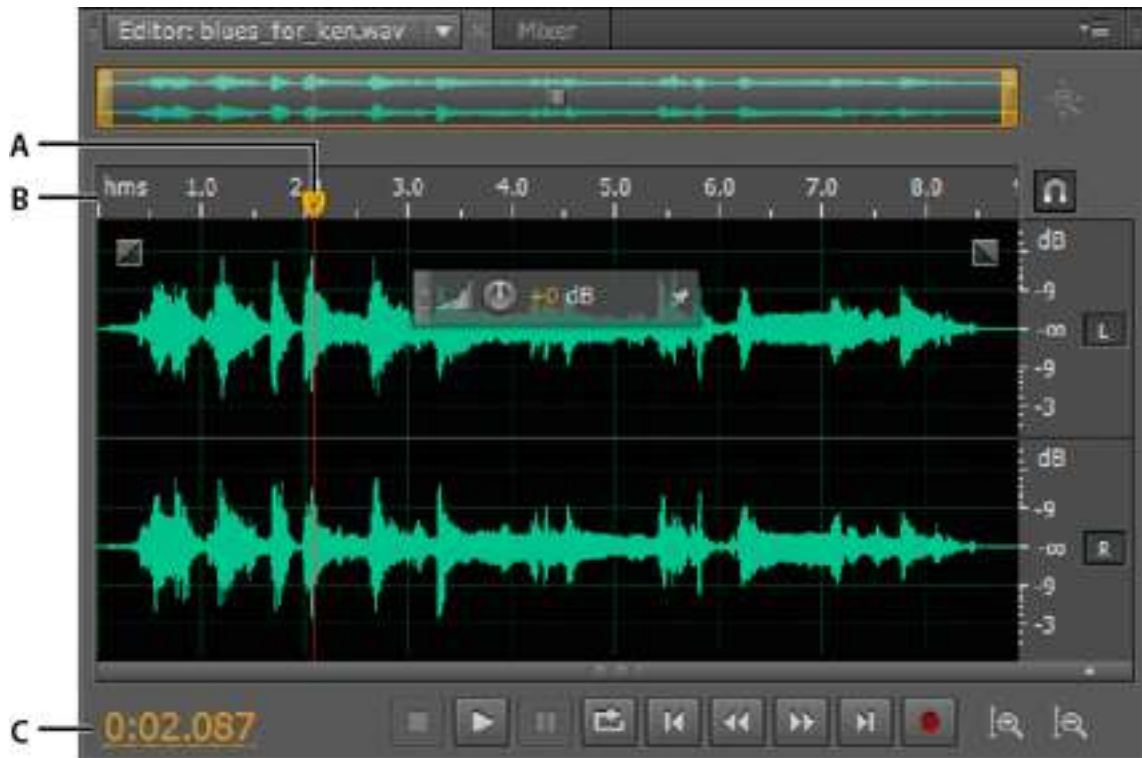 Editor: blues_for_ken.wav Mixer
A
B
hms 1.0 2.0 3.0 4.0 5.0 6.0 7.0 8.0
dB
-9
-∞ L
-9
-3
+0 dB
dB
-9
-∞ R
-9
-3
C
0:02.087